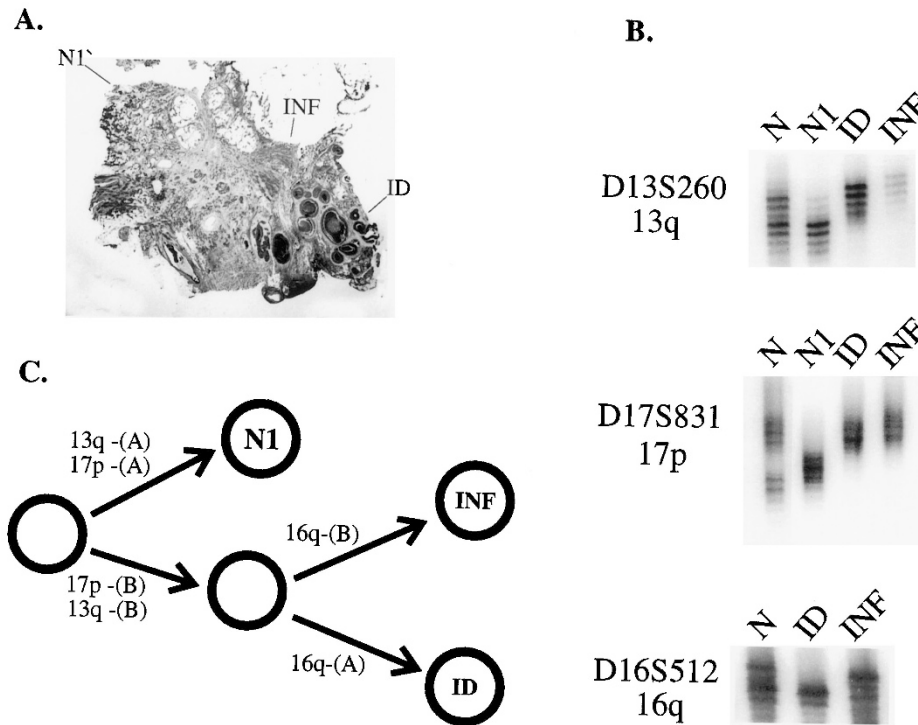 A.
N1`
INF
ID
B.
N N1 ID INF
D13S260
13q
N N1 ID INF
D17S831
17p
N ID INF
D16S512
16q
C.
13q -(A)
17p -(A)
N1
17p -(B)
13q -(B)
16q-(B)
INF
16q-(A)
ID